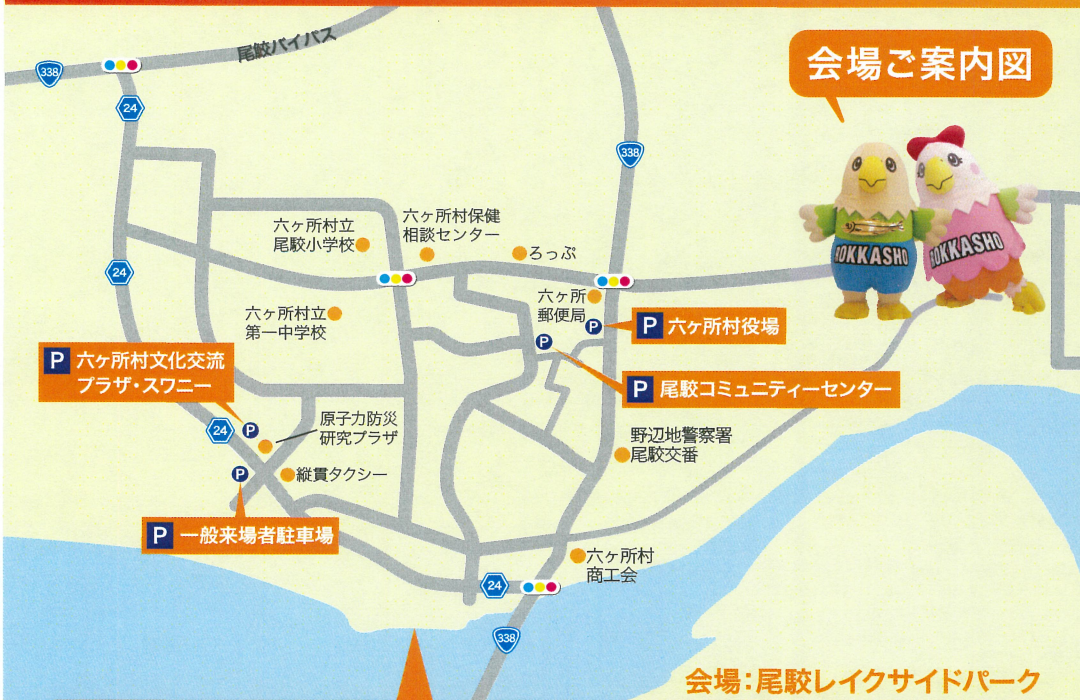 尾鮫バイパス
338
24
会場ご案内図
338
ROKKASHO
ROKKASHO
六ヶ所村立
尾駮小学校
六ヶ所村保健
相談センター
ろっぷ
24
六ヶ所
郵便局
六ヶ所村立
第一中学校
P
P 六ヶ所村役場
P
P 六ヶ所村文化交流
プラザ・スワニー
P 尾駮コミュニティーセンター
24
P
原子力防災
研究プラザ
野辺地警察署
尾駮交番
P
縦貫タクシー
P 一般来場者駐車場
六ヶ所村
商工会
24
338
会場:尾駮レイクサイドパーク